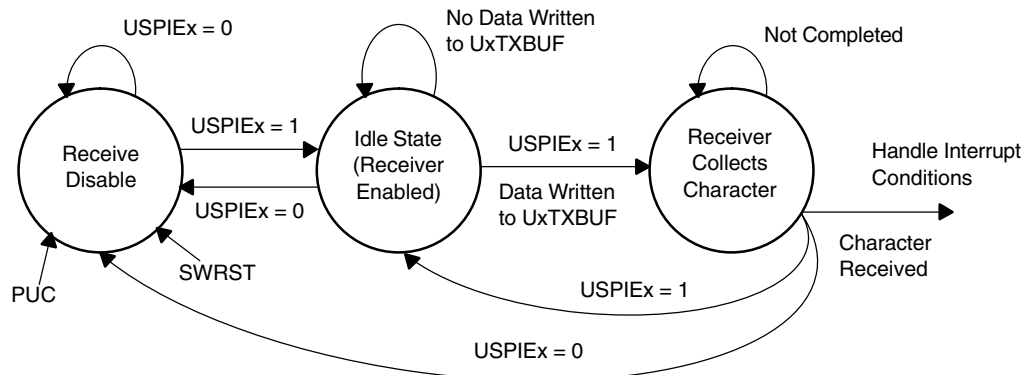 USPIEx = 0
No Data Written
to UxTXBUF
Not Completed
Receive
Disable
USPIEx = 1
USPIEx = 0
Idle State
(Receiver
Enabled)
USPIEx = 1
Data Written
to UxTXBUF
Receiver
Collects
Character
Handle Interrupt
Conditions
Character
Received
PUC
SWRST
USPIEx = 1
USPIEx = 0